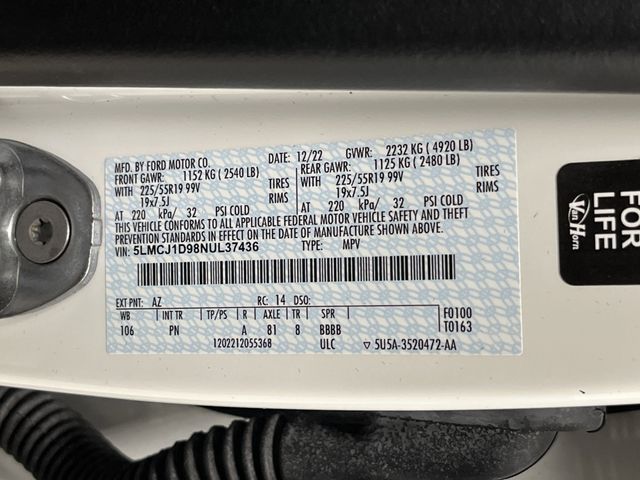 MFD. BY FORD MOTOR CO. DATE: 12/22 GVWR: 2232 KG ( 4920 LB)
FRONT GAWR: 1152 KG ( 2540 LB) REAR GAWR: 1125 KG ( 2480 LB)
WITH 225/55R19 99V TIRES WITH 225/55R19 99V TIRES
19x7.5J RIMS 19x7.5J RIMS
AT 220 kPa/ 32 PSI COLD AT 220 kPa/ 32 PSI COLD
THIS VEHICLE CONFORMS TO ALL APPLICABLE FEDERAL MOTOR VEHICLE SAFETY AND THEFT
PREVENTION STANDARDS IN EFFECT ON THE DATE OF MANUFACTURE SHOWN ABOVE.
VIN: 5LMCJ1D98NUL37436 TYPE: MPV
EXT PNT: AZ RC: 14 DSO:
WB INT TR TP/PS R AXLE TR SPR F0100
106 PN A 81 8 BBBB T0163
1202212055368 ULC ▽ 5U5A-3520472-AA
FOR
LIFE
Van Horn